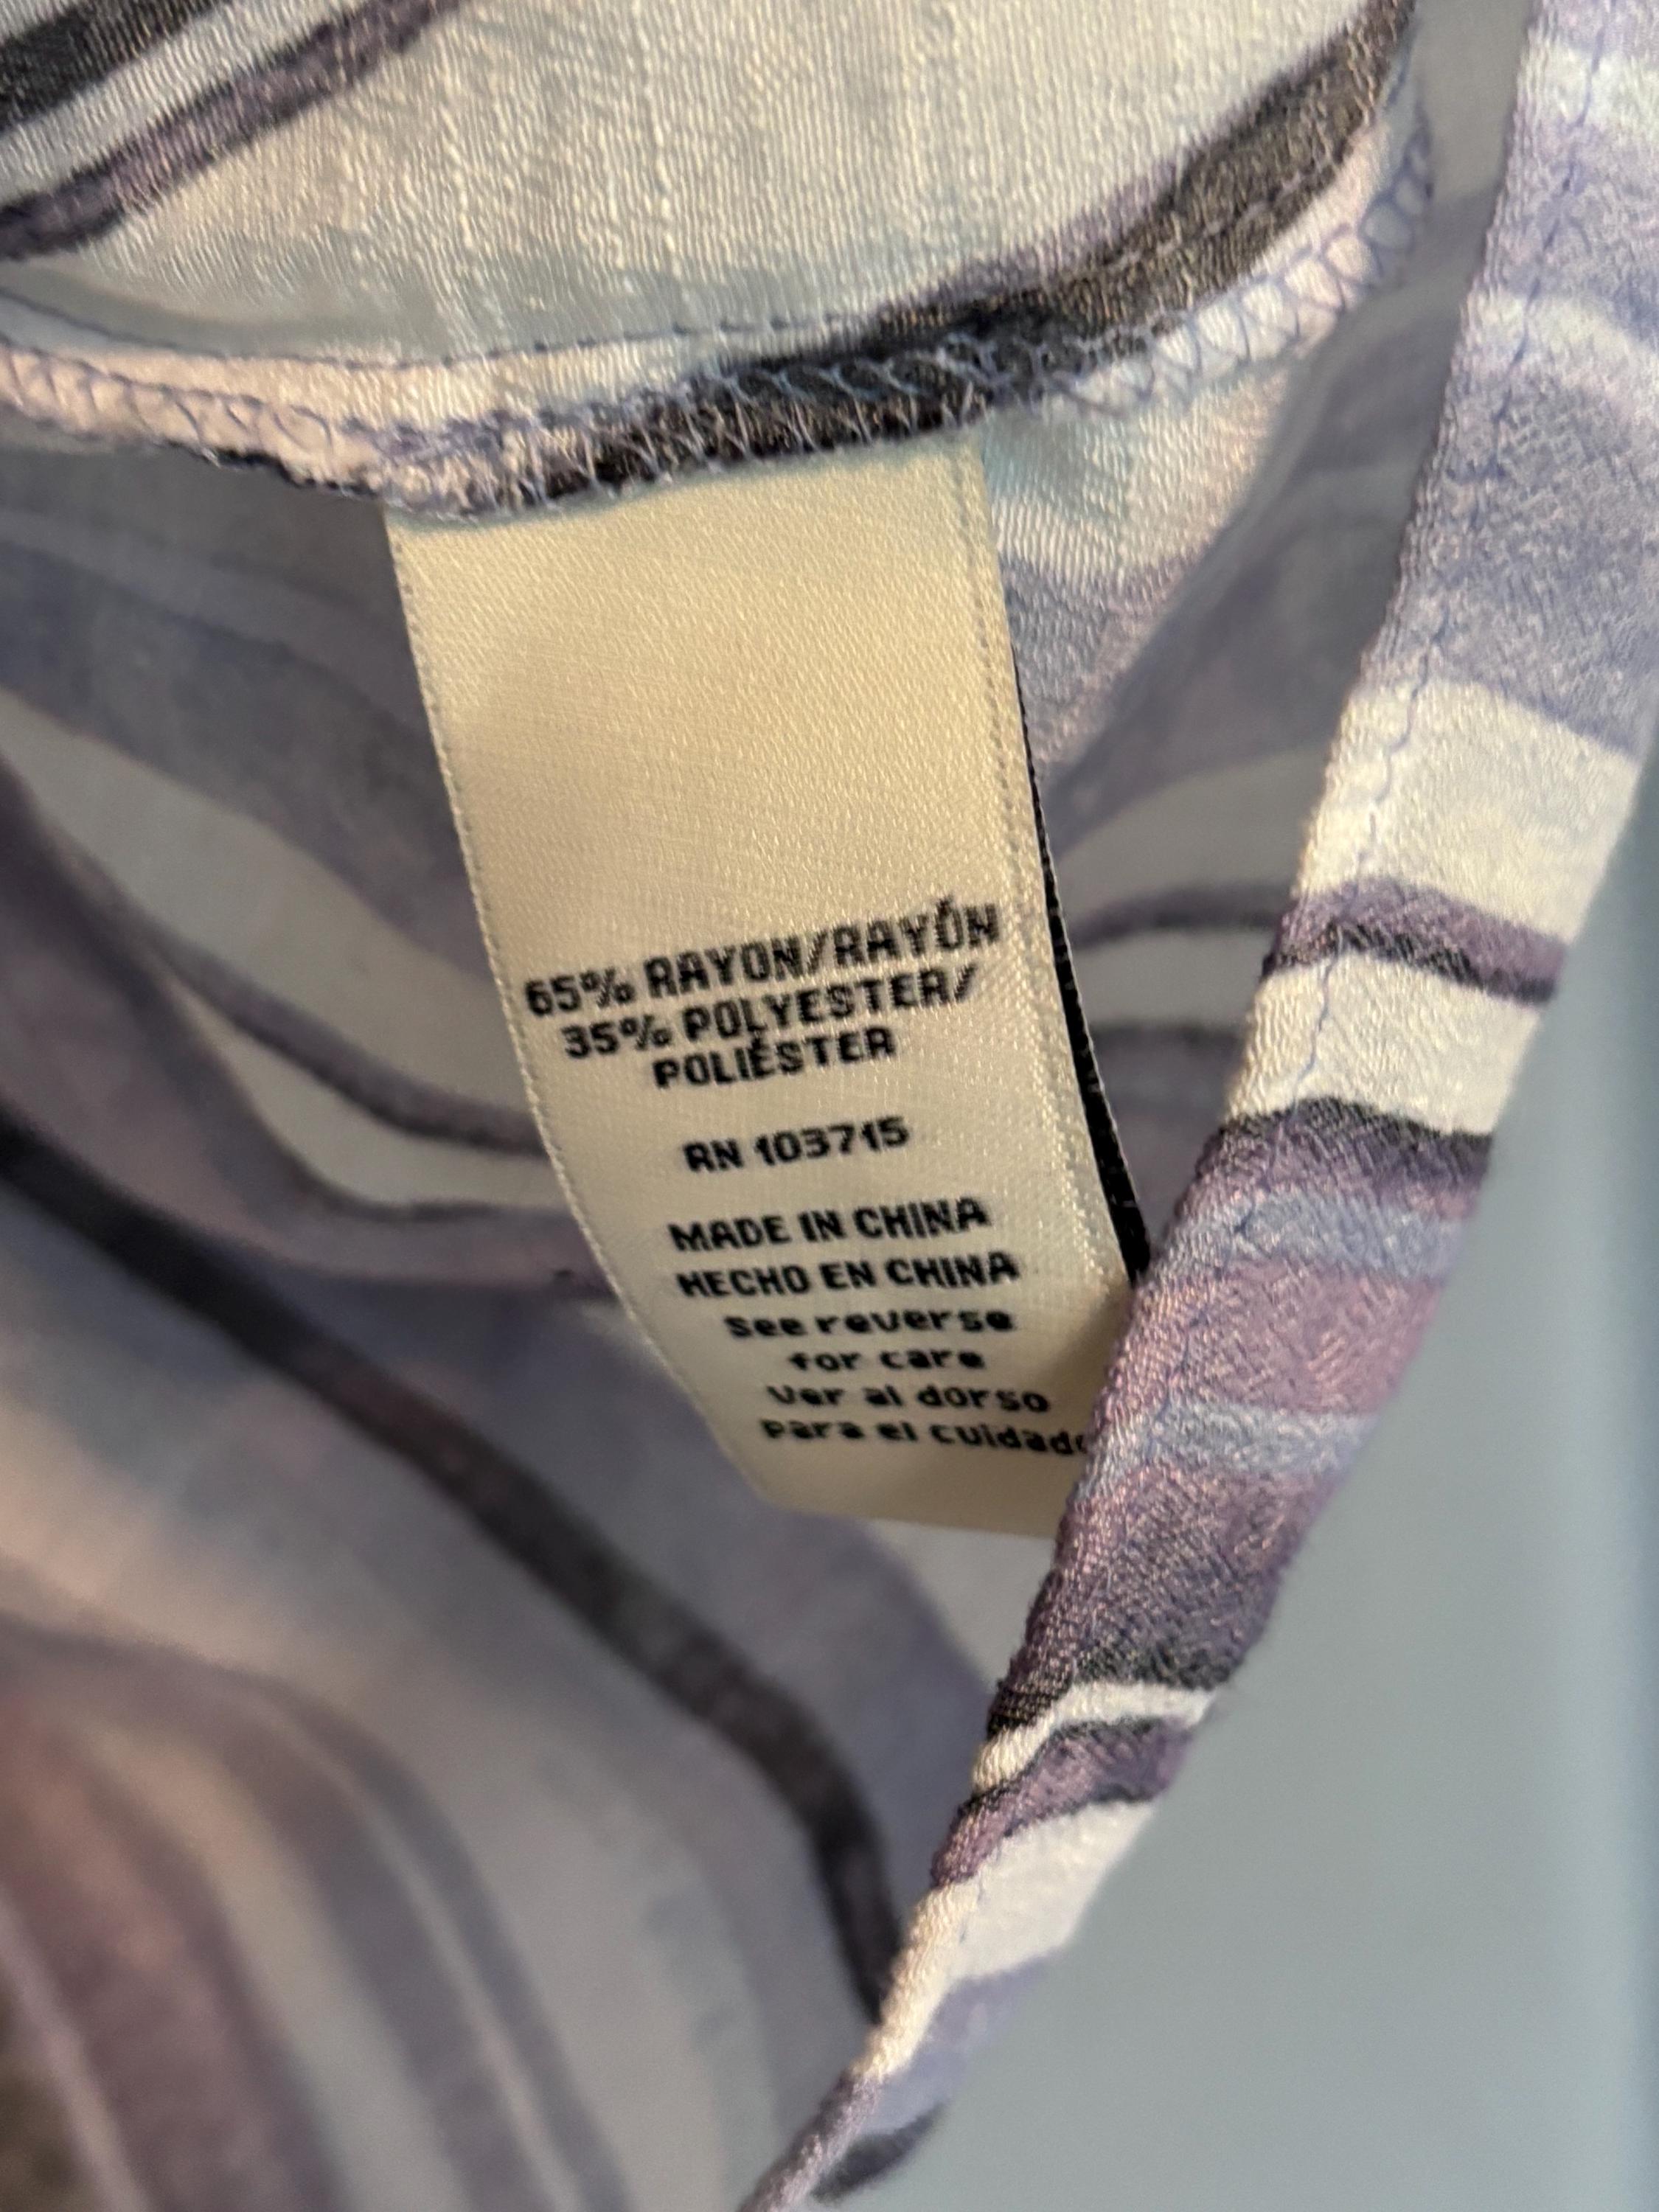 65% RAYON/RAYÓN
35% POLYESTER/
POLIÉSTER
RN 103715
MADE IN CHINA
HECHO EN CHINA
See reverse
for care
Ver al dorso
para el cuidado